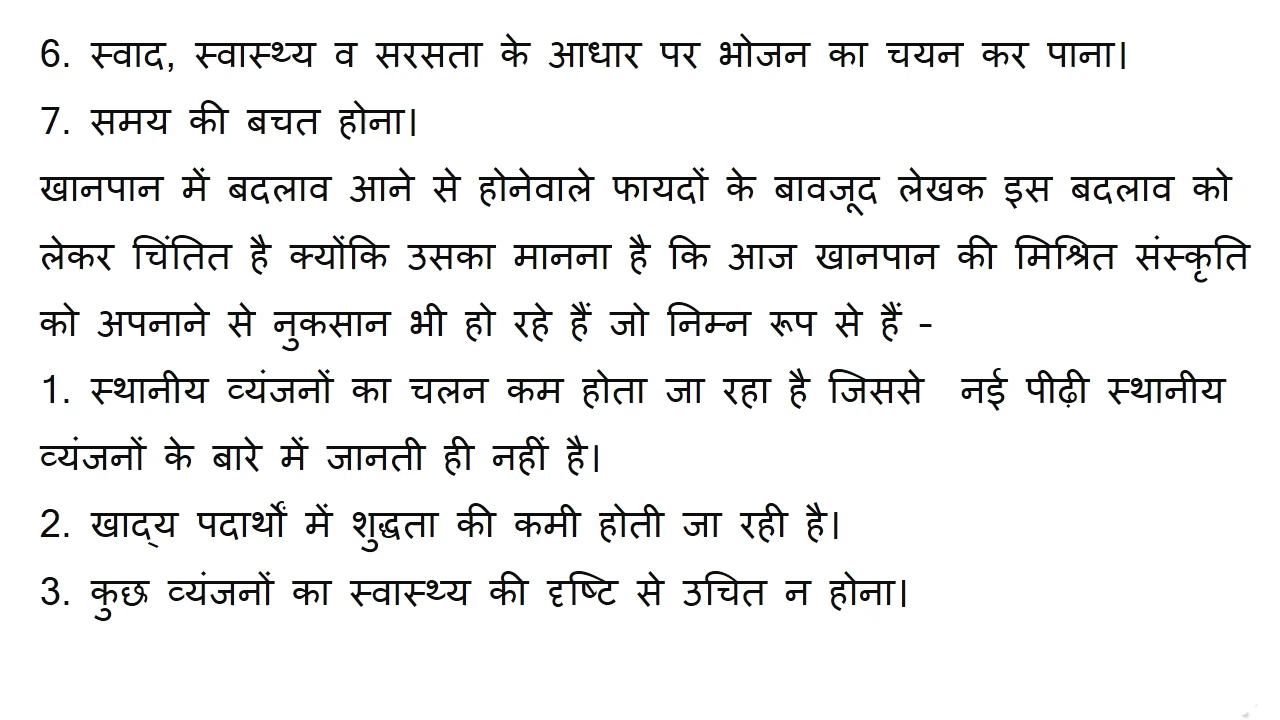 6. स्वाद, स्वास्थ्य व सरसता के आधार पर भोजन का चयन कर पाना।
7. समय की बचत होना।
खानपान में बदलाव आने से होनेवाले फायदों के बावजूद लेखक इस बदलाव को
लेकर चिंतित है क्योंकि उसका मानना है कि आज खानपान की मिश्रित संस्कृति
को अपनाने से नुकसान भी हो रहे हैं जो निम्न रूप से हैं –
1. स्थानीय व्यंजनों का चलन कम होता जा रहा है जिससे नई पीढ़ी स्थानीय
व्यंजनों के बारे में जानती ही नहीं है।
2. खाद्‌य पदार्थों में शुद्धता की कमी होती जा रही है।
3. कुछ व्यंजनों का स्वास्थ्य की दृष्टि से उचित न होना।